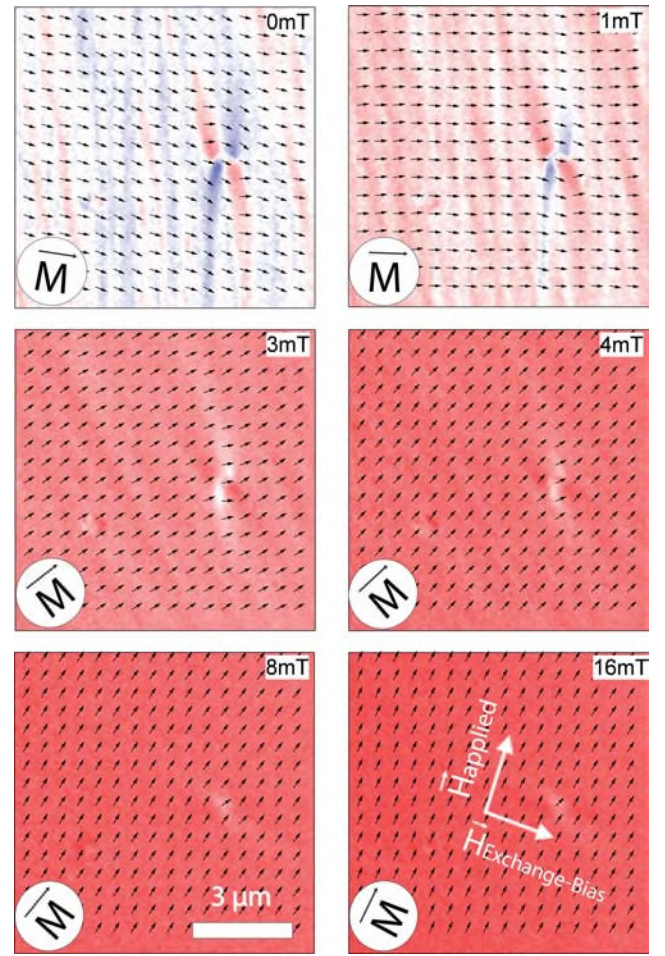 0mT
1mT
M
M
3mT
4mT
M
M
8mT
16mT
H Applied
H Exchange-Bias
M
3 µm
M